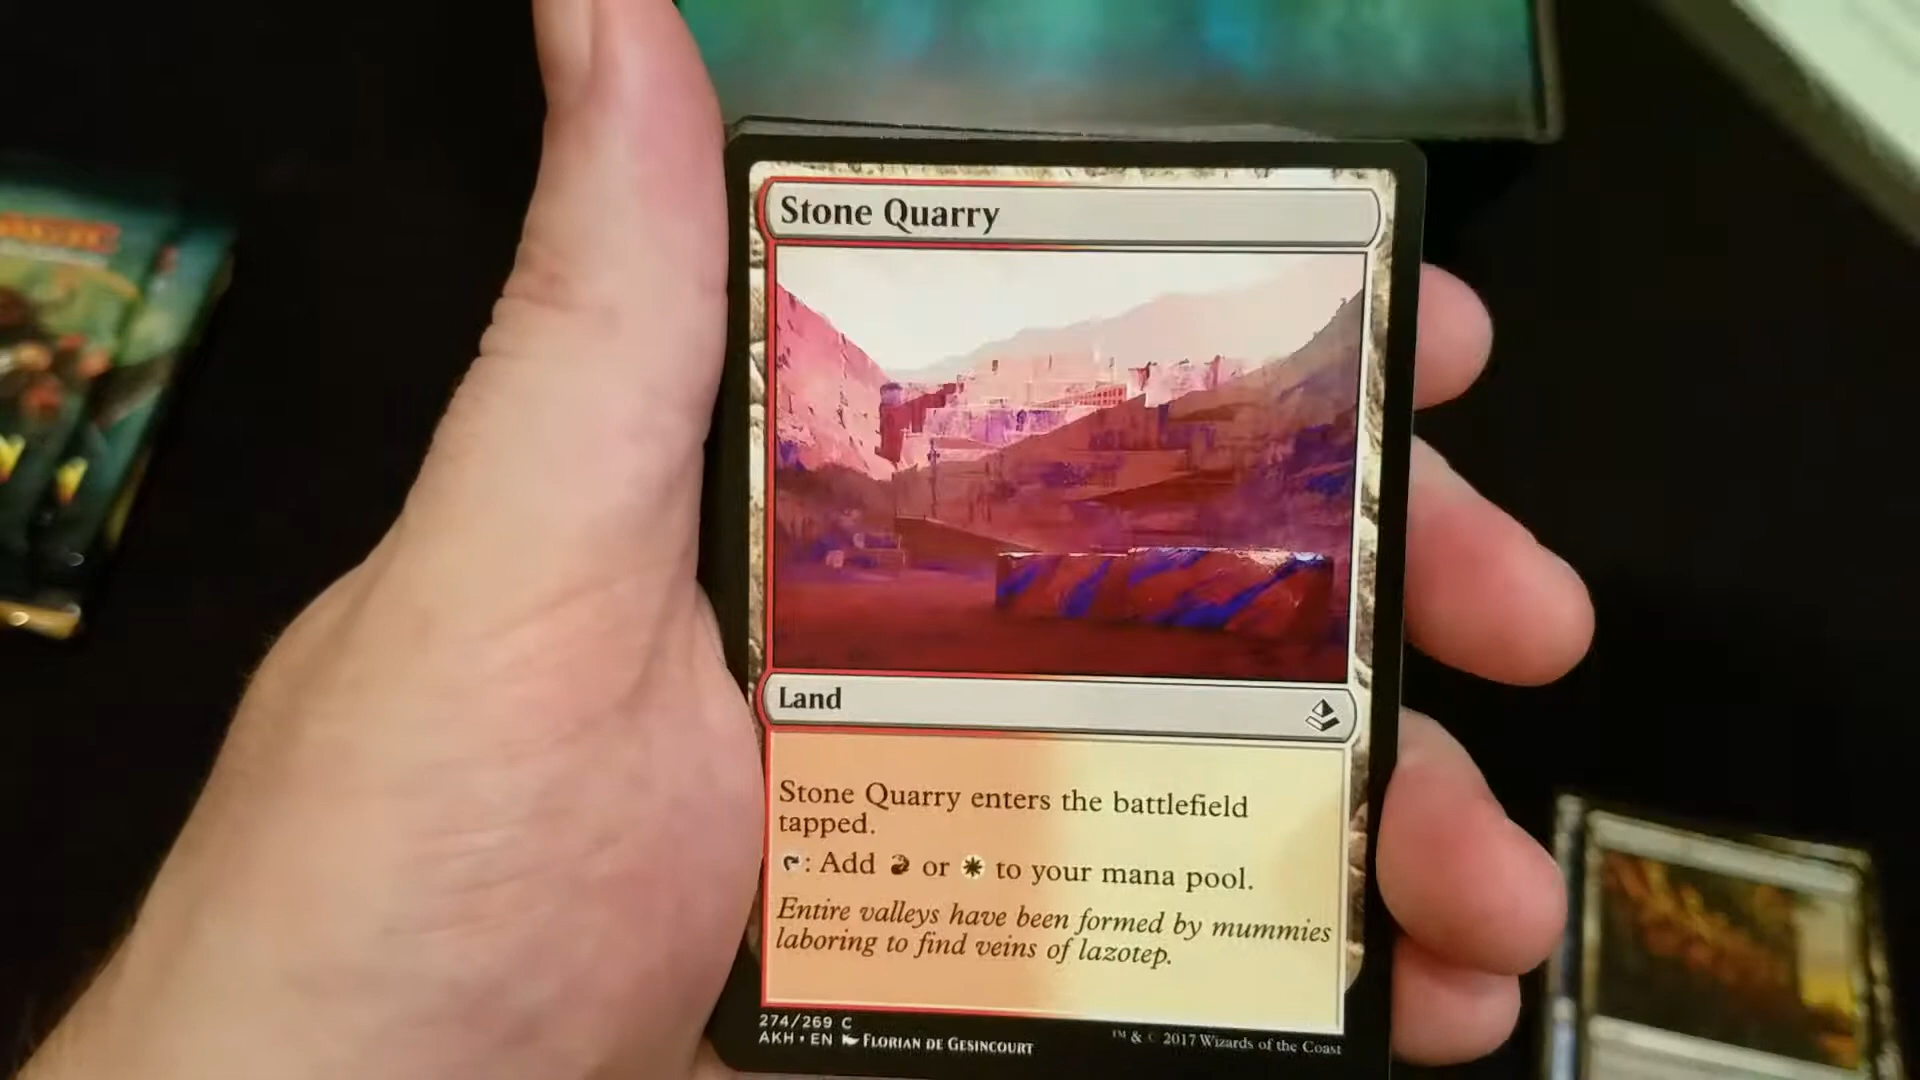 Stone Quarry
Land
Stone Quarry enters the battlefield
tapped.
: Add or to your mana pool.
Entire valleys have been formed by mummies
laboring to find veins of lazotep.
274/269 C
AKH • EN FLORIAN DE GESINCOURT
™ & © 2017 Wizards of the Coast